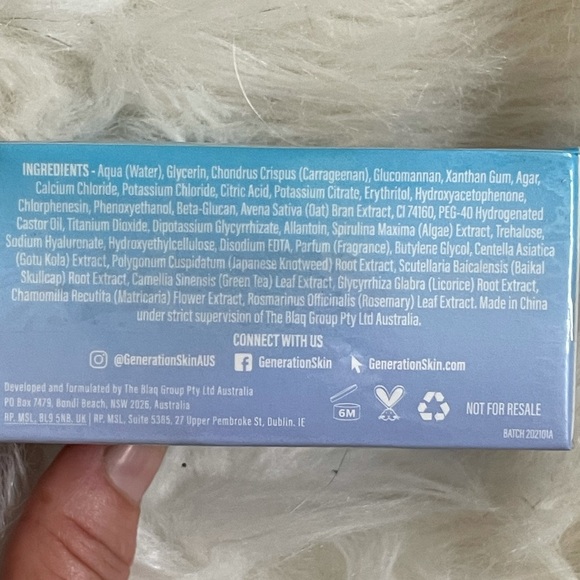 INGREDIENTS - Aqua (Water), Glycerin, Chondrus Crispus (Carrageenan), Glucomannan, Xanthan Gum, Agar,
Calcium Chloride, Potassium Chloride, Citric Acid, Potassium Citrate, Erythritol, Hydroxyacetophenone,
Chlorphenesin, Phenoxyethanol, Beta-Glucan, Avena Sativa (Oat) Bran Extract, CI 74160, PEG-40 Hydrogenated
Castor Oil, Titanium Dioxide, Dipotassium Glycyrrhizate, Allantoin, Spirulina Maxima (Algae) Extract, Trehalose,
Sodium Hyaluronate, Hydroxyethylcellulose, Disodium EDTA, Parfum (Fragrance), Butylene Glycol, Centella Asiatica
(Gotu Kola) Extract, Polygonum Cuspidatum (Japanese Knotweed) Root Extract, Scutellaria Baicalensis (Baikal
Skullcap) Root Extract, Camellia Sinensis (Green Tea) Leaf Extract, Glycyrrhiza Glabra (Licorice) Root Extract,
Chamomilla Recutita (Matricaria) Flower Extract, Rosmarinus Officinalis (Rosemary) Leaf Extract. Made in China
under strict supervision of The Blaq Group Pty Ltd Australia.
CONNECT WITH US
@GenerationSkinAUS GenerationSkin GenerationSkin.com
Developed and formulated by The Blaq Group Pty Ltd Australia
PO Box 7479, Bondi Beach, NSW 2026, Australia
RP, MSL, BL9 5NB, UK | RP, MSL, Suite 5385, 27 Upper Pembroke St, Dublin, IE
6M
NOT FOR RESALE
BATCH 202101A